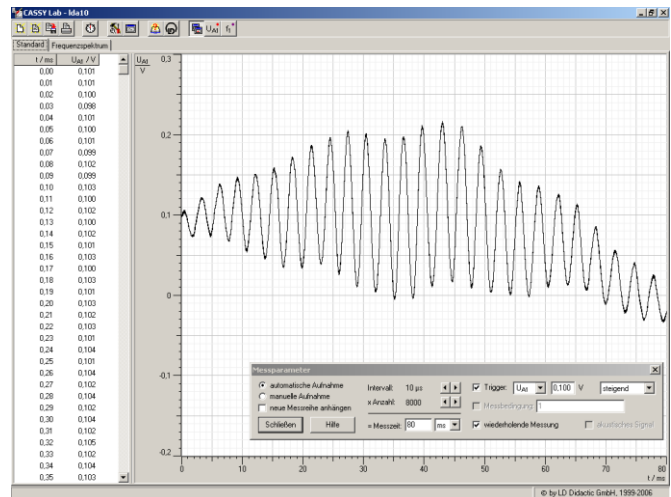 CASSY Lab - lda10
Standard Frequenzspektrum
t / ms UA1 / V
0,00 0,101
0,01 0,101
0,02 0,100
0,03 0,098
0,04 0,101
0,05 0,100
0,06 0,101
0,07 0,099
0,08 0,102
0,09 0,099
0,10 0,103
0,11 0,100
0,12 0,102
0,13 0,100
0,14 0,102
0,15 0,101
0,16 0,103
0,17 0,100
0,18 0,103
0,19 0,101
0,20 0,103
0,21 0,102
0,22 0,103
0,23 0,101
0,24 0,104
0,25 0,101
0,26 0,104
0,27 0,102
0,28 0,104
0,29 0,102
0,30 0,104
0,31 0,102
0,32 0,105
0,33 0,102
0,34 0,104
0,35 0,103
UA1
V
0,3
0,2
0,1
0
-0,1
-0,2
0 10 20 30 40 50 60 70 80
t / ms
Messparameter
automatische Aufnahme
manuelle Aufnahme
neue Messreihe anhängen
Schließen Hilfe
Intervall: 10 µs
x Anzahl: 8000
= Messzeit: 80 ms
Trigger: UA1 0,100 V steigend
Messbedingung: 1
wiederholende Messung akustisches Signal
© by LD Didactic GmbH, 1999-2006